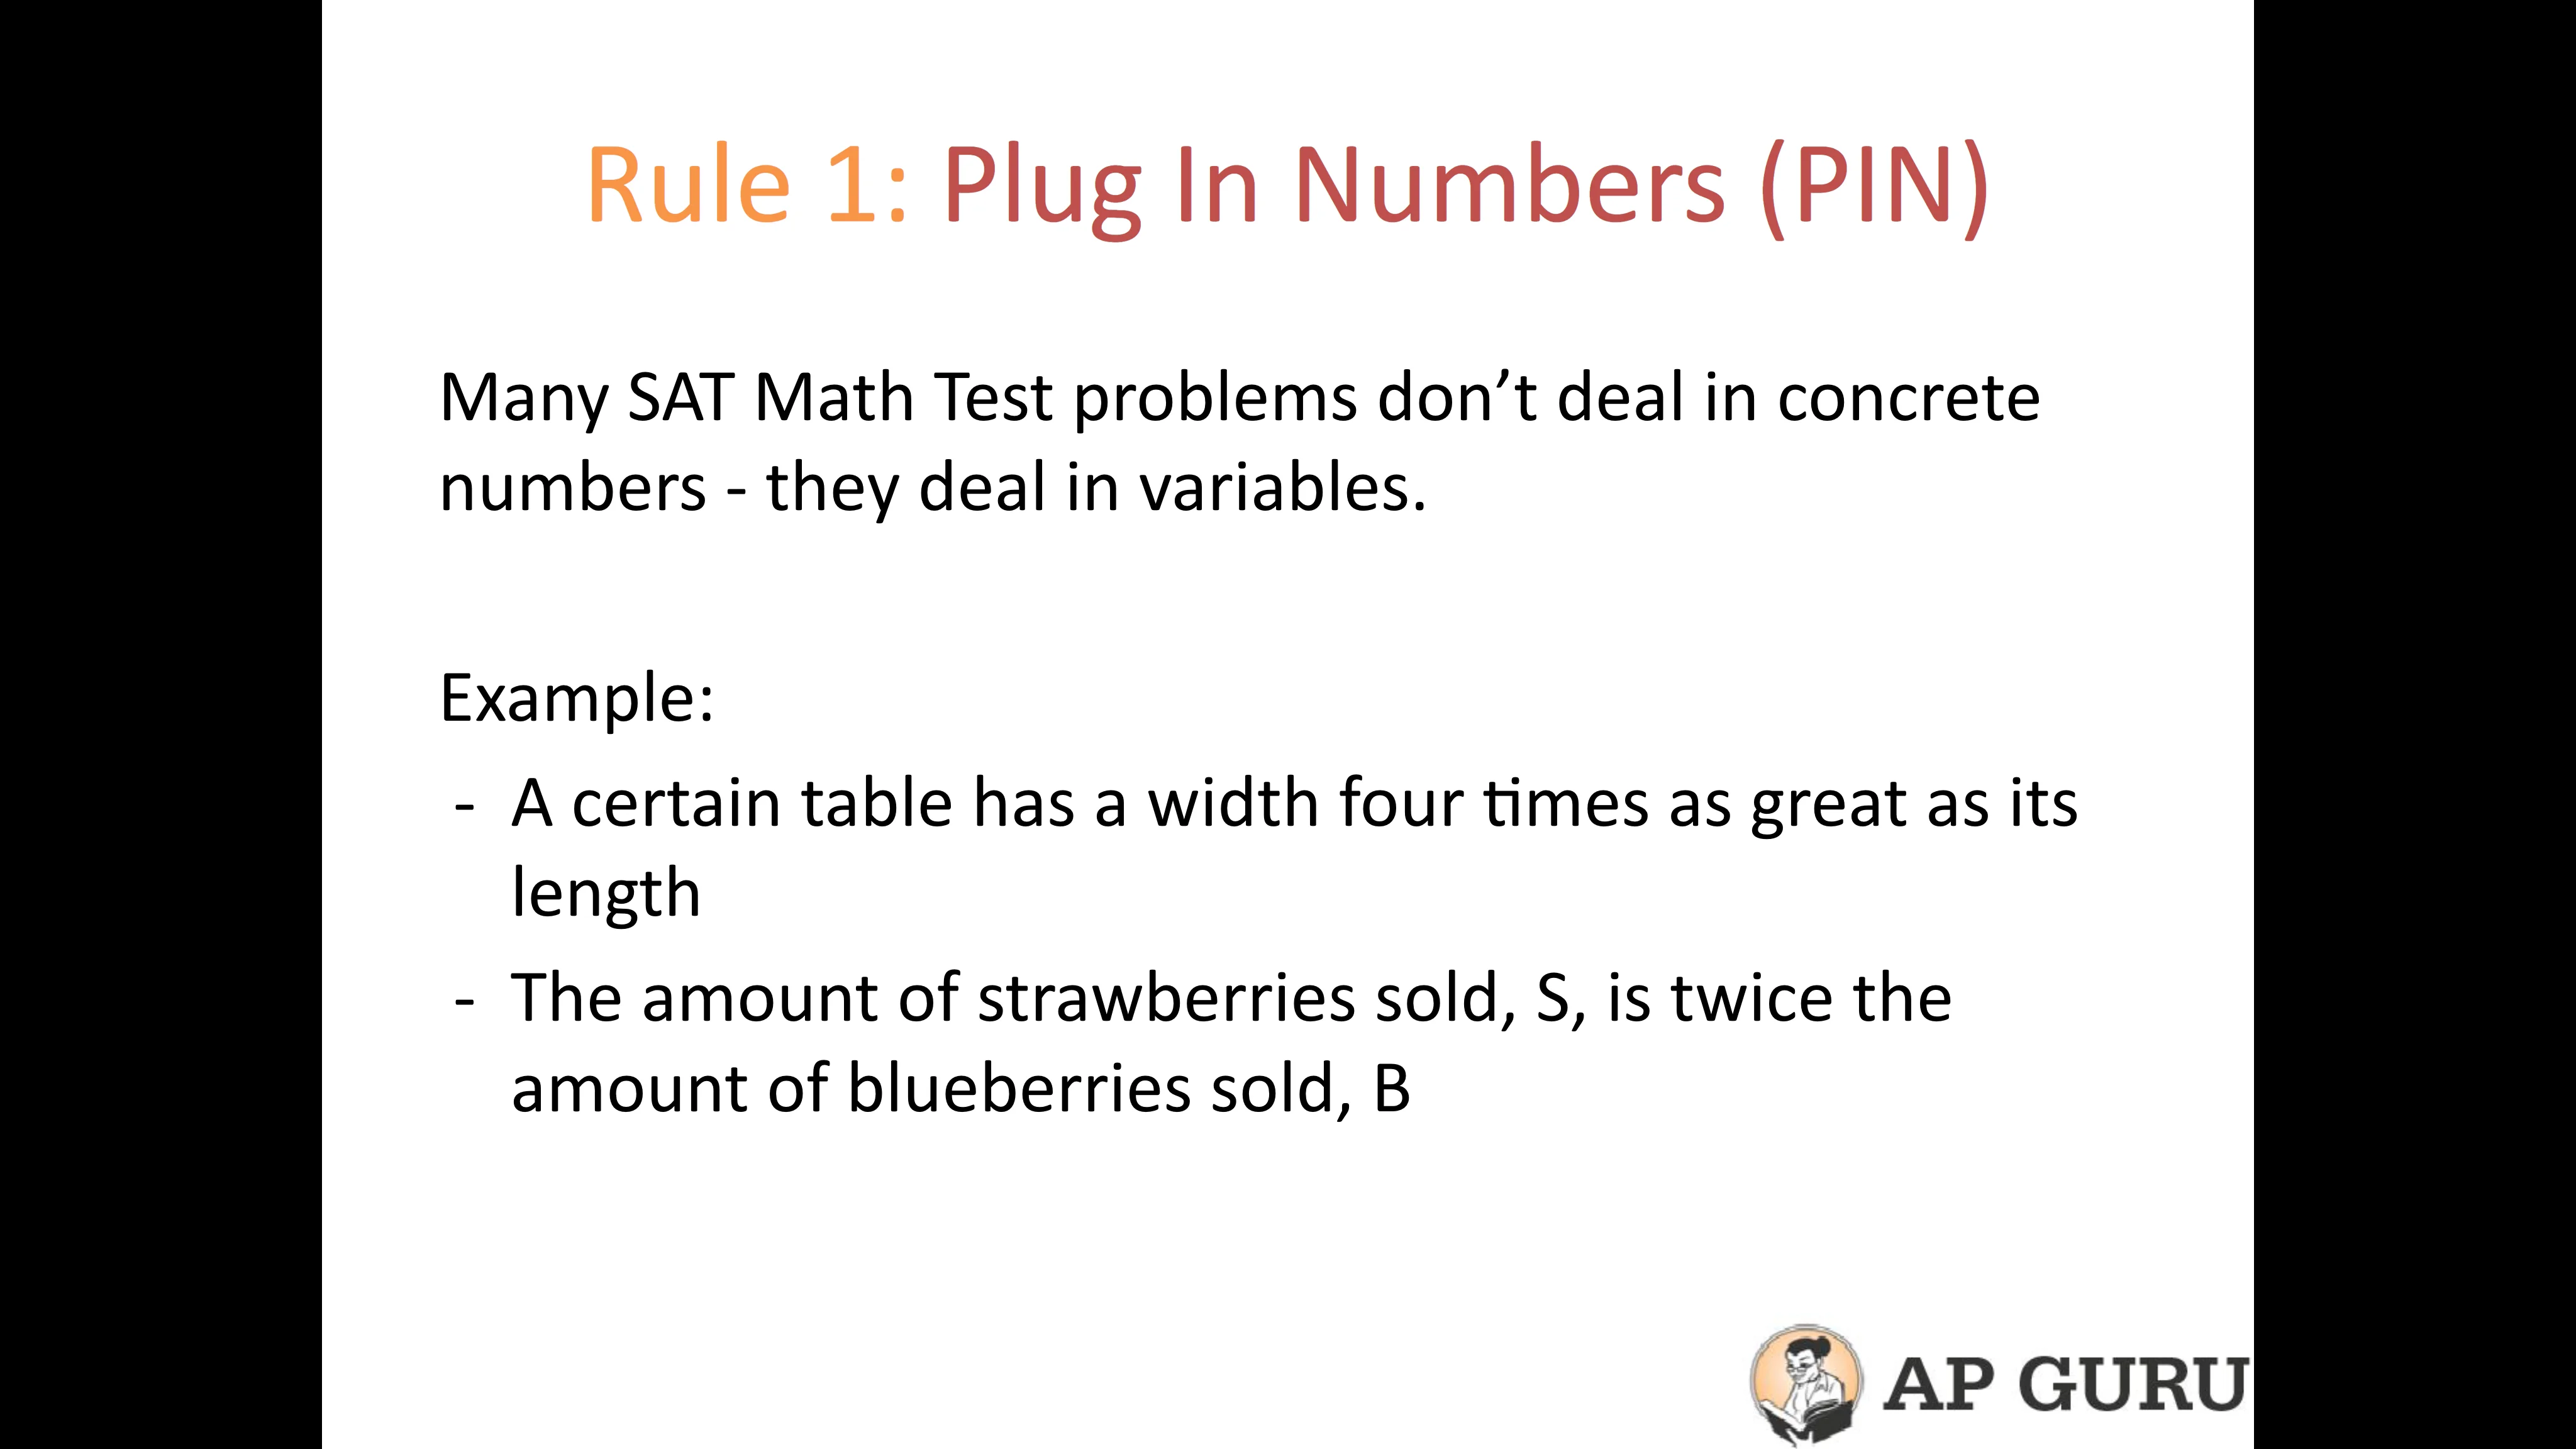 Rule 1: Plug In Numbers (PIN)
Many SAT Math Test problems don’t deal in concrete
numbers - they deal in variables.
Example:
- A certain table has a width four times as great as its
length
- The amount of strawberries sold, S, is twice the
amount of blueberries sold, B
AP GURU